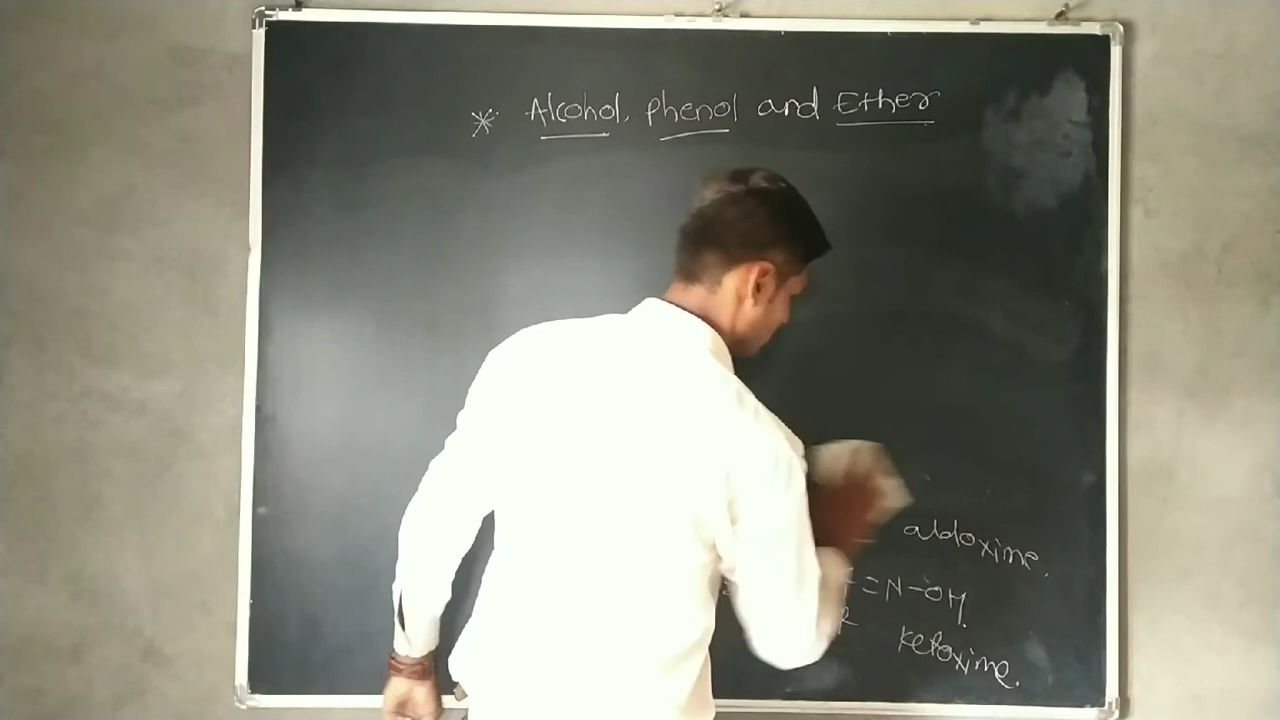 * Alcohol, phenol and Ether
aldoxime.
=N-OH.
R
ketoxime.